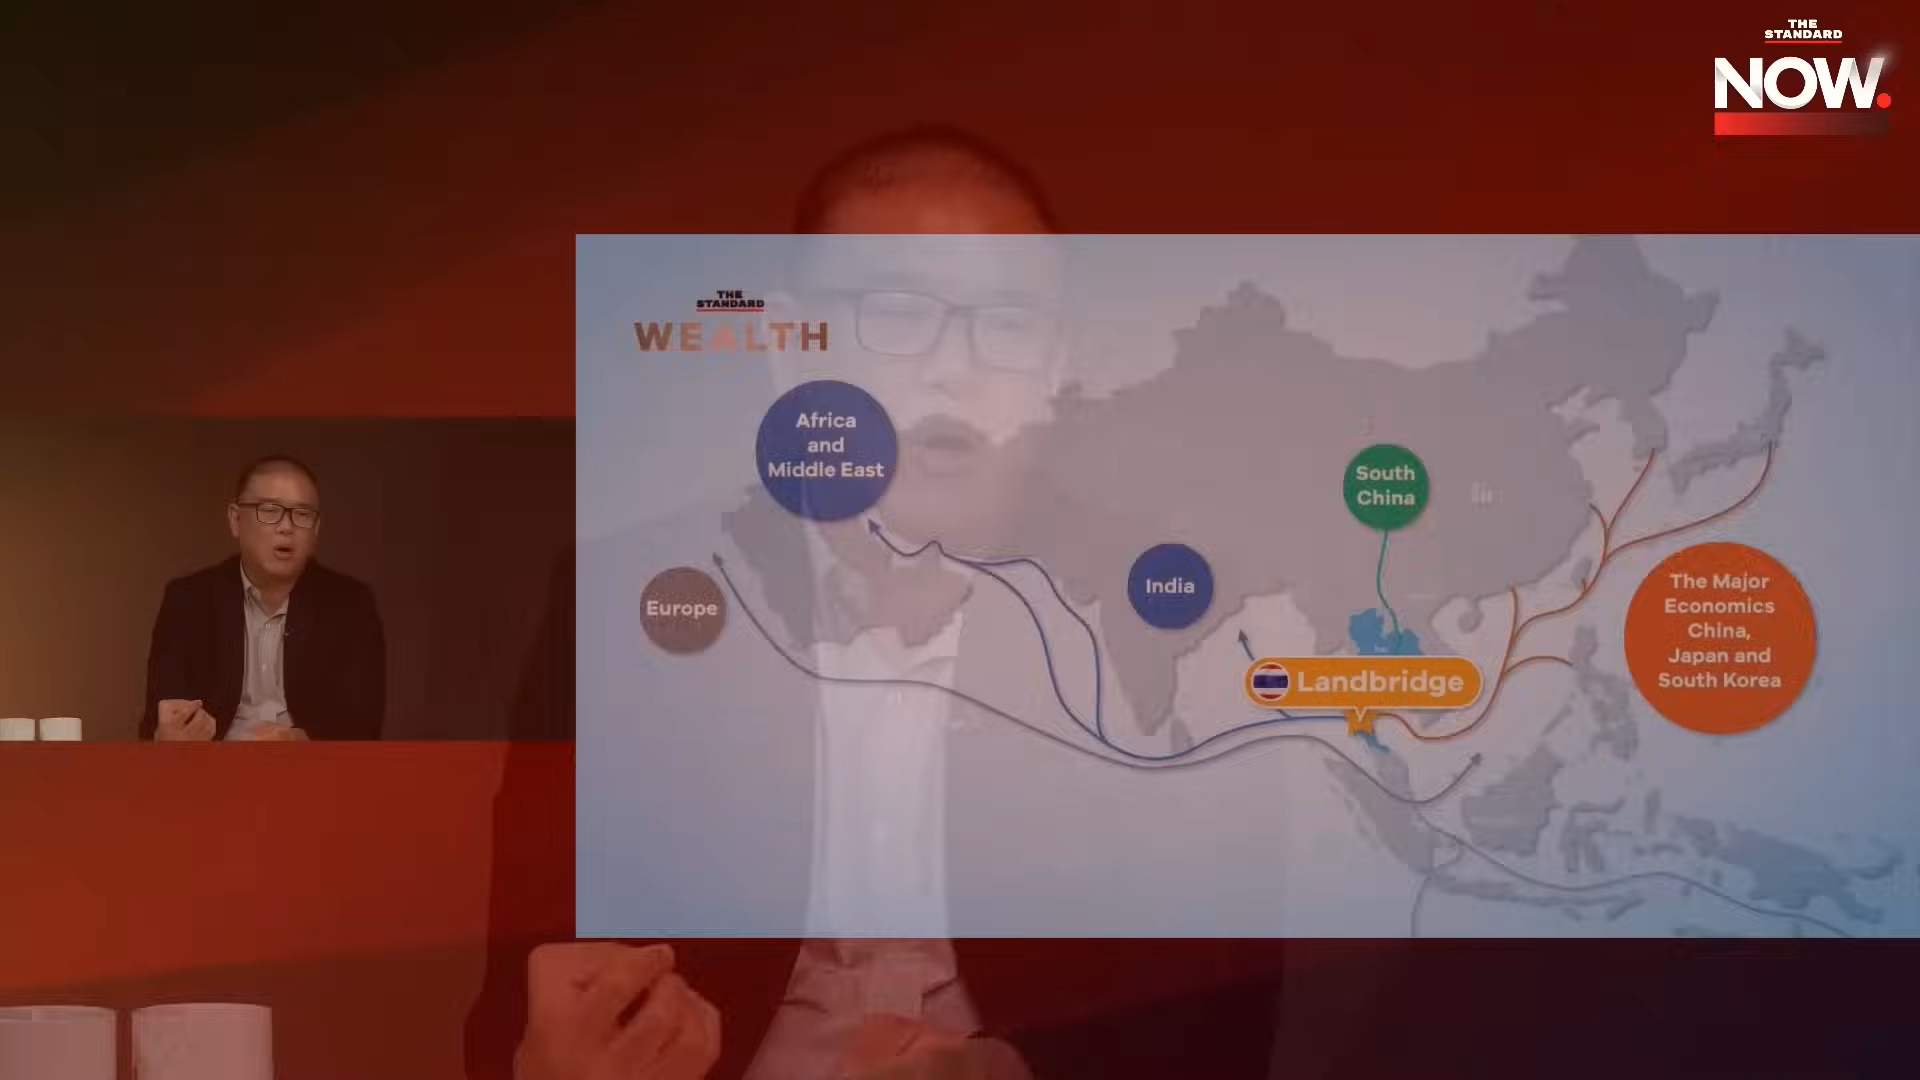 THE
STANDARD
NOW.
THE
STANDARD
WEALTH
Africa
and
Middle East
South
China
India
Europe
The Major
Economics
China,
Japan and
South Korea
Landbridge